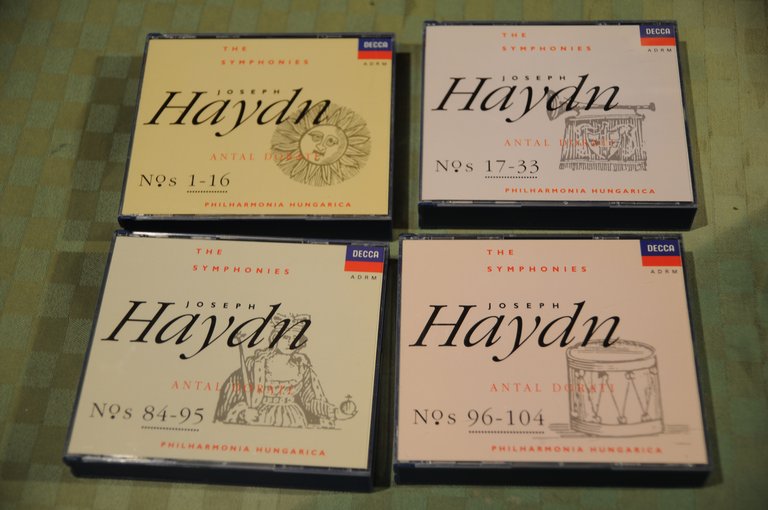 THE
SYMPHONIES
DECCA
ADRM
JOSEPH
Haydn
ANTAL DORATI
Nos 1-16
PHILHARMONIA HUNGARICA
THE
SYMPHONIES
DECCA
ADRM
JOSEPH
Haydn
ANTAL DORATI
Nos 17-33
PHILHARMONIA HUNGARICA
THE
SYMPHONIES
DECCA
ADRM
JOSEPH
Haydn
ANTAL DORATI
Nos 84-95
PHILHARMONIA HUNGARICA
THE
SYMPHONIES
DECCA
ADRM
JOSEPH
Haydn
ANTAL DORATI
Nos 96-104
PHILHARMONIA HUNGARICA